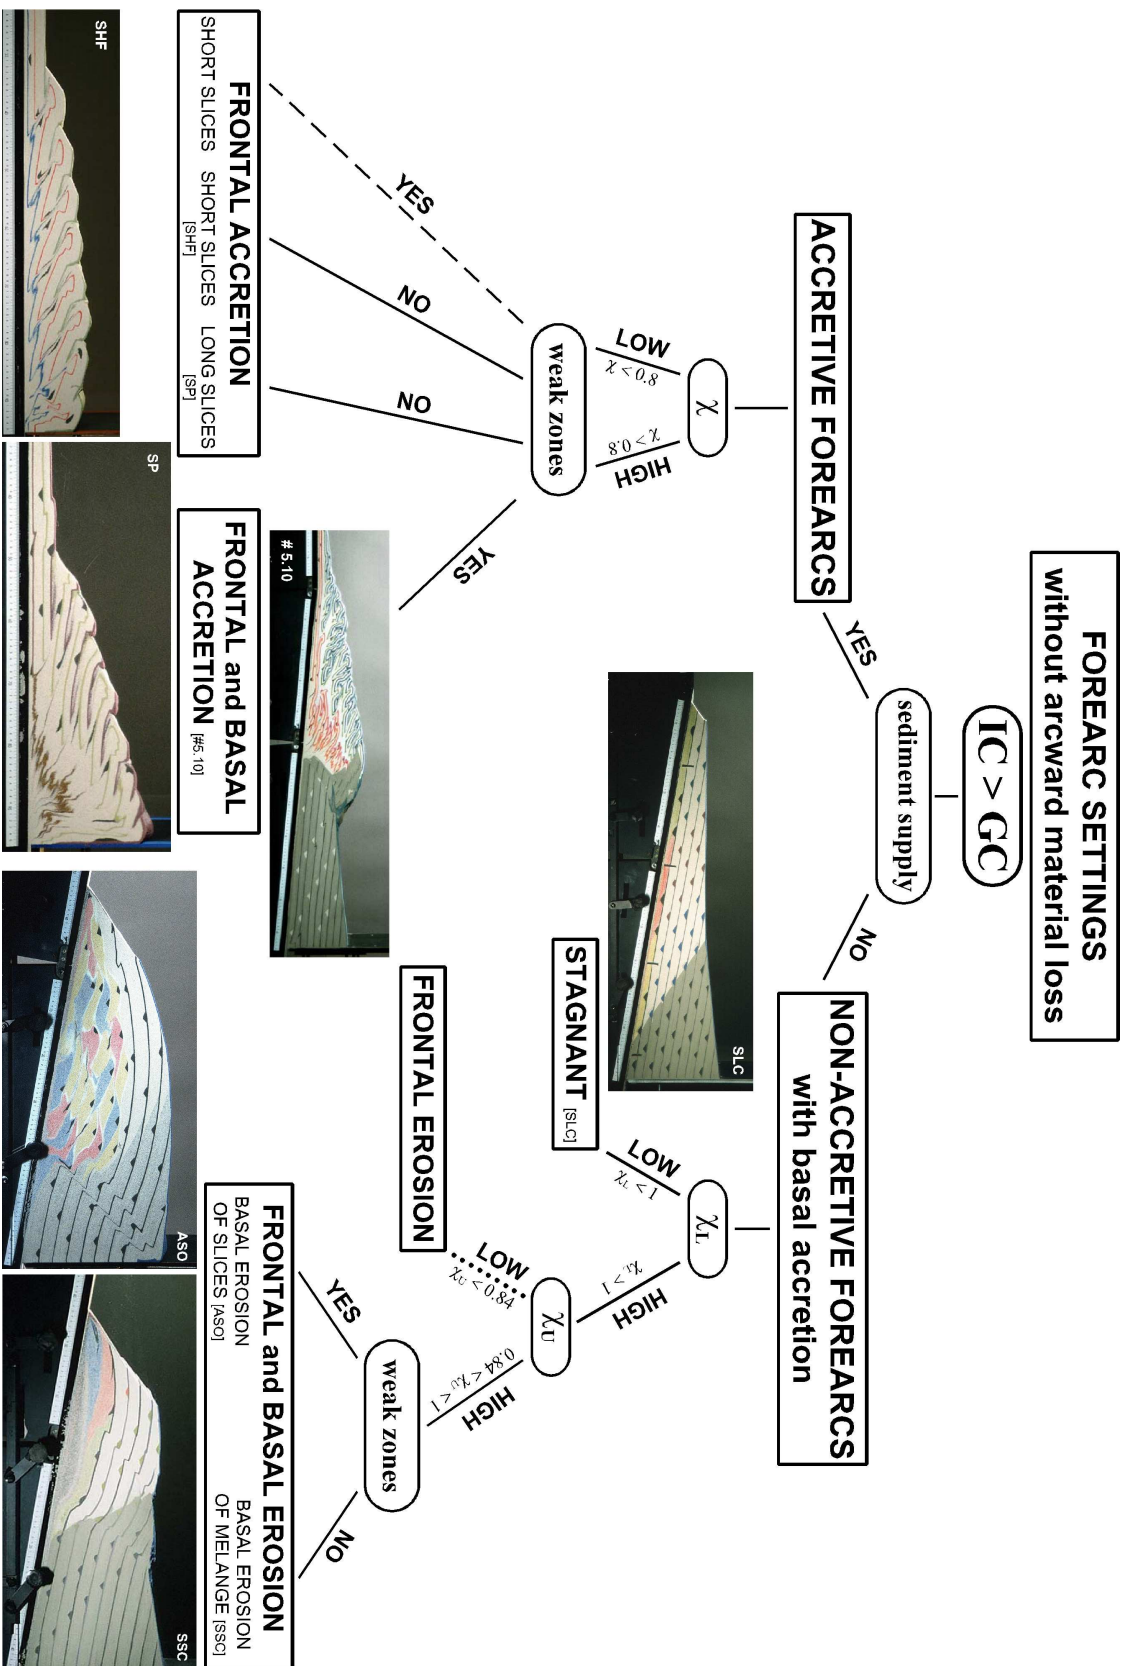 FOREARC SETTINGS
without arcward material loss
IC > GC
sediment supply
YES
NO
ACCRETIVE FOREARCS
NON-ACCRETIVE FOREARCS
with basal accretion
χ
LOW
χ < 0.8
HIGH
χ > 0.8
weak zones
YES
NO
NO
YES
FRONTAL ACCRETION
SHORT SLICES SHORT SLICES LONG SLICES
[SHF] [SP]
FRONTAL and BASAL
ACCRETION [#5.10]
# 5.10
SLC
χL
LOW
χL < 1
HIGH
χL > 1
STAGNANT [SLC]
χU
LOW
χU < 0.84
HIGH
0.84 < χU < 1
FRONTAL EROSION
weak zones
YES
NO
FRONTAL and BASAL EROSION
BASAL EROSION
OF SLICES [ASO]
BASAL EROSION
OF MELANGE [SSC]
SHF
SP
ASO
SSC